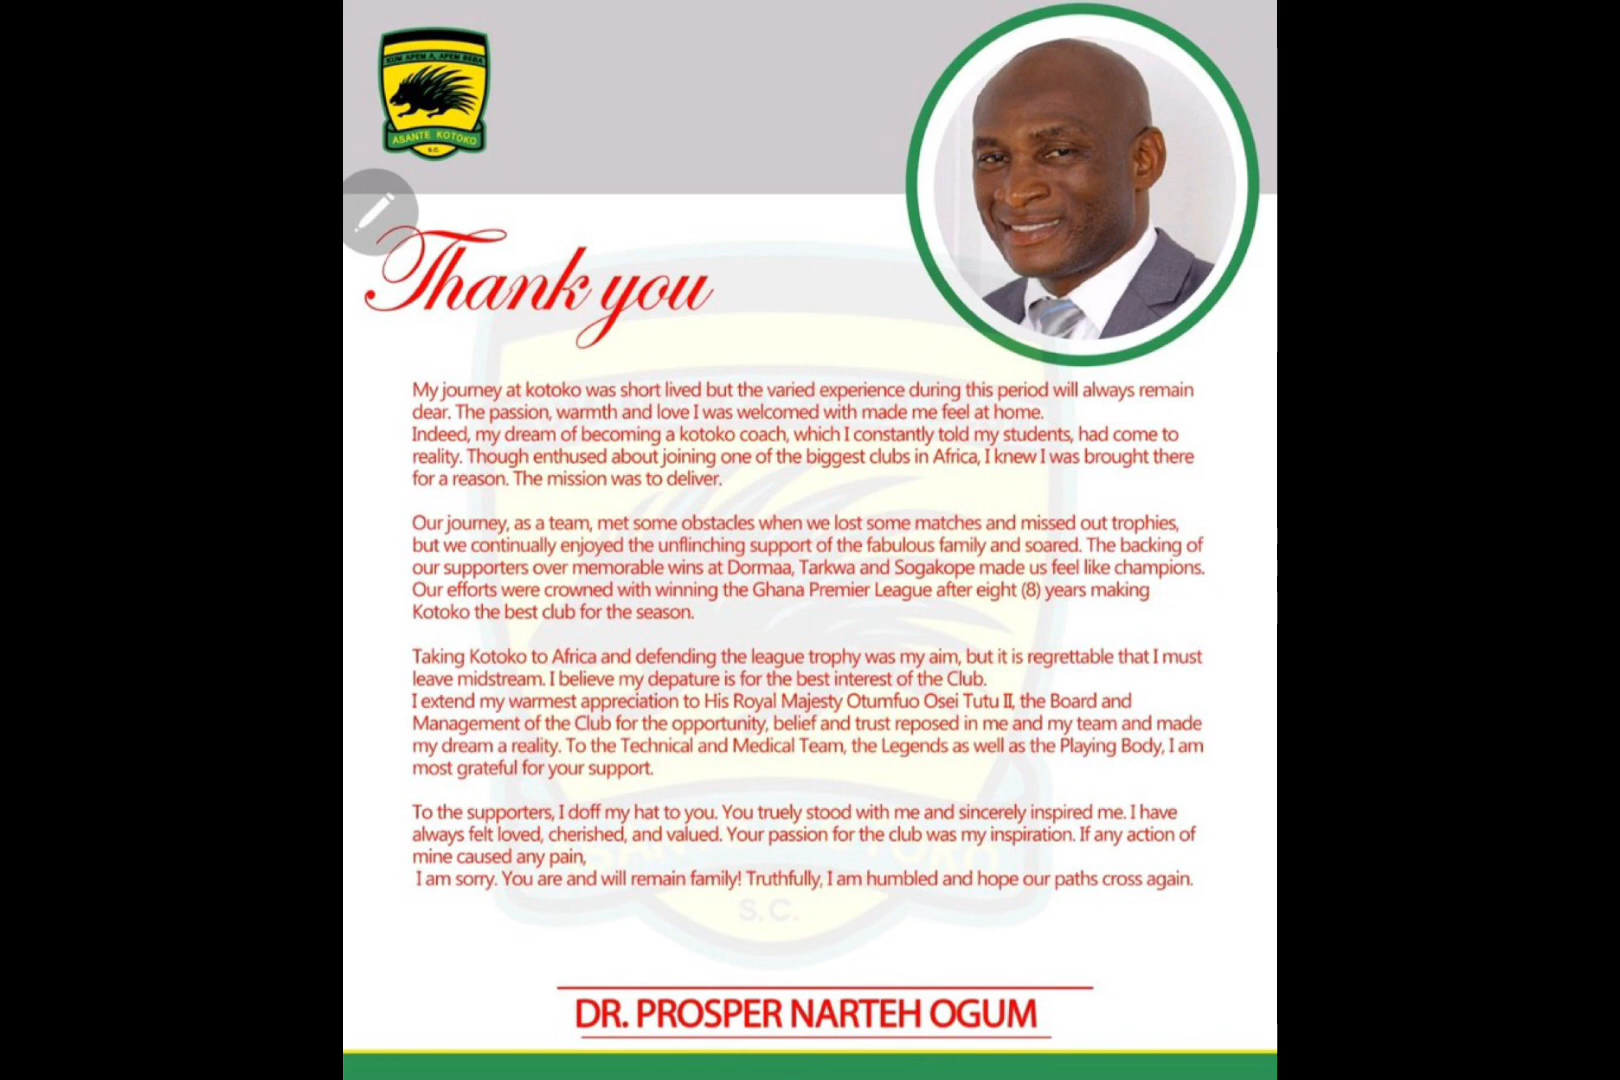 KUM APEM A, APEM BEBA
ASANTE KOTOKO
S.C.
Thank you
My journey at kotoko was short lived but the varied experience during this period will always remain
dear. The passion, warmth and love I was welcomed with made me feel at home.
Indeed, my dream of becoming a kotoko coach, which I constantly told my students, had come to
reality. Though enthused about joining one of the biggest clubs in Africa, I knew I was brought there
for a reason. The mission was to deliver.
Our journey, as a team, met some obstacles when we lost some matches and missed out trophies,
but we continually enjoyed the unflinching support of the fabulous family and soared. The backing of
our supporters over memorable wins at Dormaa, Tarkwa and Sogakope made us feel like champions.
Our efforts were crowned with winning the Ghana Premier League after eight (8) years making
Kotoko the best club for the season.
Taking Kotoko to Africa and defending the league trophy was my aim, but it is regrettable that I must
leave midstream. I believe my depature is for the best interest of the Club.
I extend my warmest appreciation to His Royal Majesty Otumfuo Osei Tutu II, the Board and
Management of the Club for the opportunity, belief and trust reposed in me and my team and made
my dream a reality. To the Technical and Medical Team, the Legends as well as the Playing Body, I am
most grateful for your support.
To the supporters, I doff my hat to you. You truely stood with me and sincerely inspired me. I have
always felt loved, cherished, and valued. Your passion for the club was my inspiration. If any action of
mine caused any pain,
I am sorry. You are and will remain family! Truthfully, I am humbled and hope our paths cross again.
S.C.
DR. PROSPER NARTEH OGUM